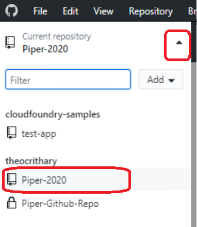 File Edit View Repository Br
Current repository
Piper-2020
Filter Add
cloudfoundry-samples
test-app
theocrithary
Piper-2020
Piper-Github-Repo